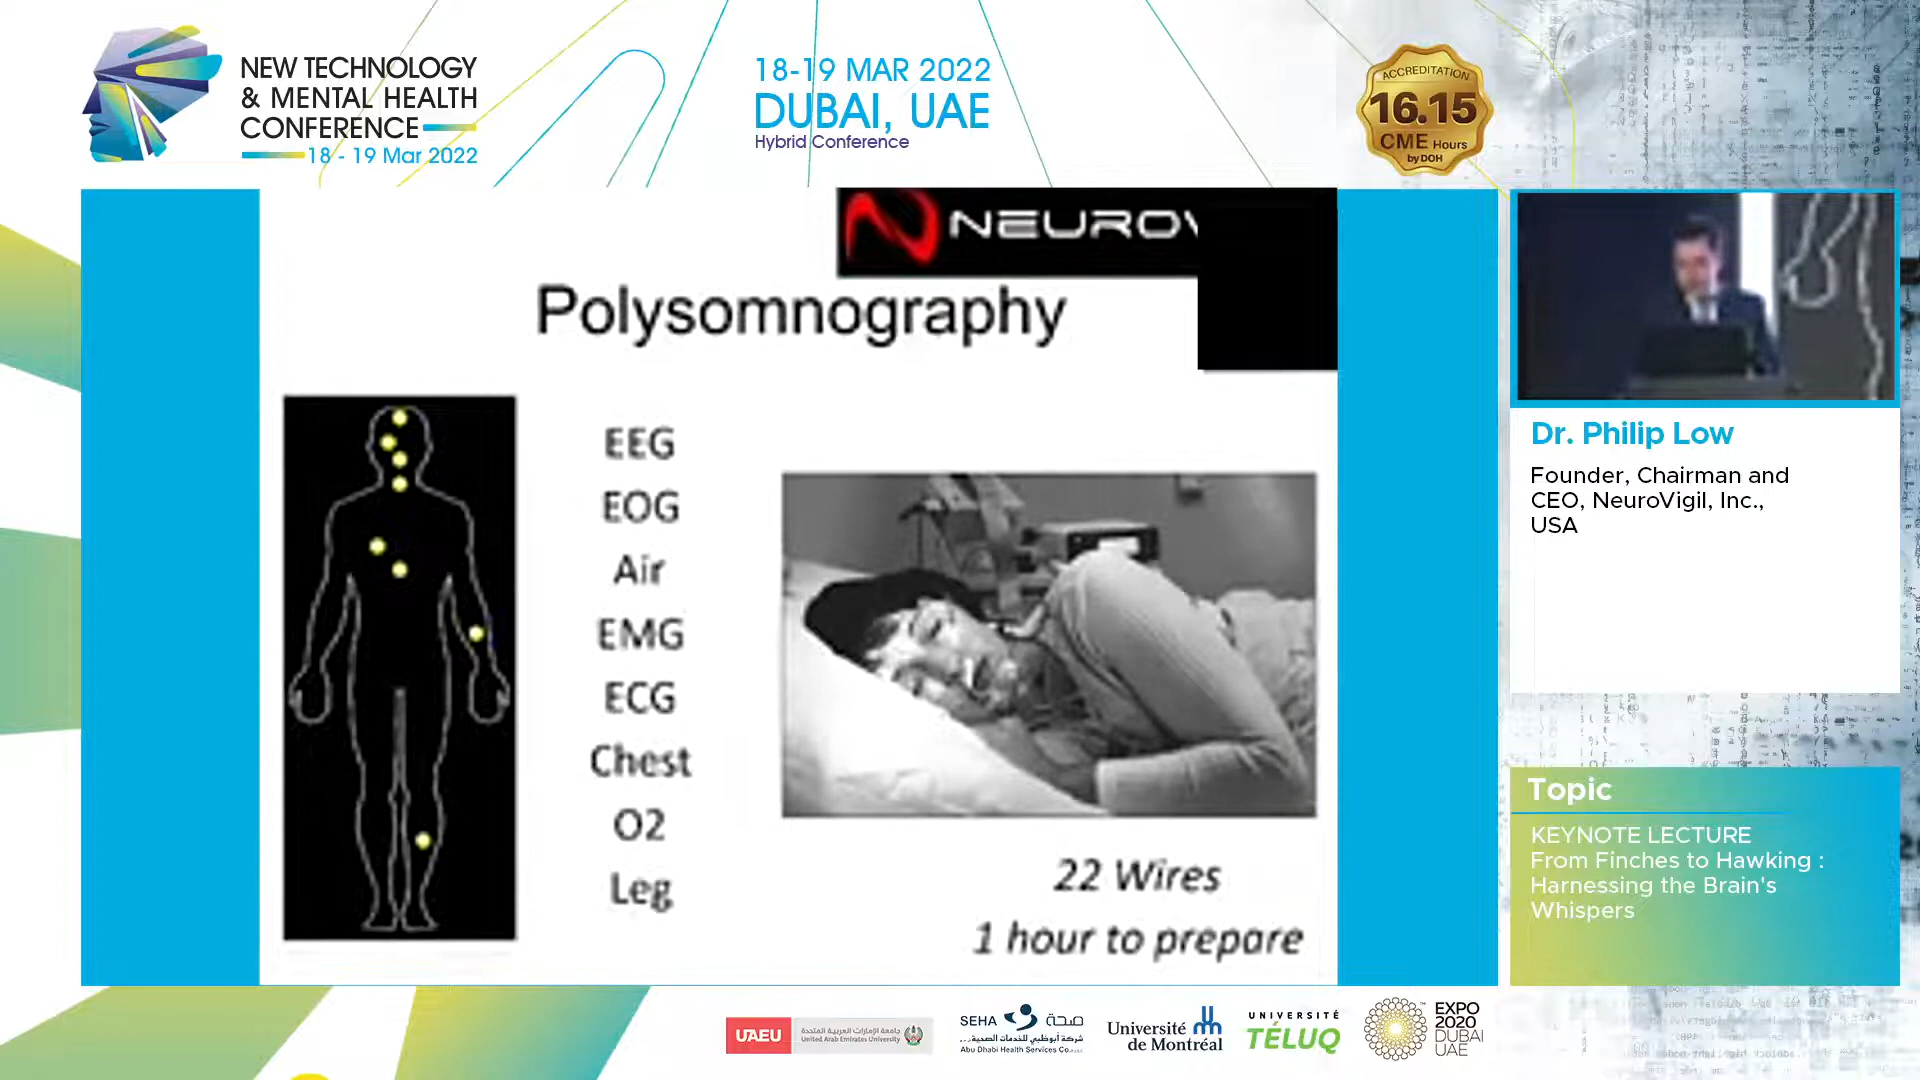 NEW TECHNOLOGY
& MENTAL HEALTH
CONFERENCE
18 - 19 Mar 2022
18-19 MAR 2022
DUBAI, UAE
Hybrid Conference
ACCREDITATION
16.15
CME Hours
by DOH
NEUROV
Polysomnography
EEG
EOG
Air
EMG
ECG
Chest
O2
Leg
22 Wires
1 hour to prepare
Dr. Philip Low
Founder, Chairman and
CEO, NeuroVigil, Inc.,
USA
Topic
KEYNOTE LECTURE
From Finches to Hawking :
Harnessing the Brain's
Whispers
UAEU
جامعة الإمارات العربية المتحدة
United Arab Emirates University
SEHA صحة
شركة أبوظبي للخدمات الصحية
Abu Dhabi Health Services Co.
Université
de Montréal
UNIVERSITÉ
TÉLUQ
EXPO
2020
DUBAI
UAE